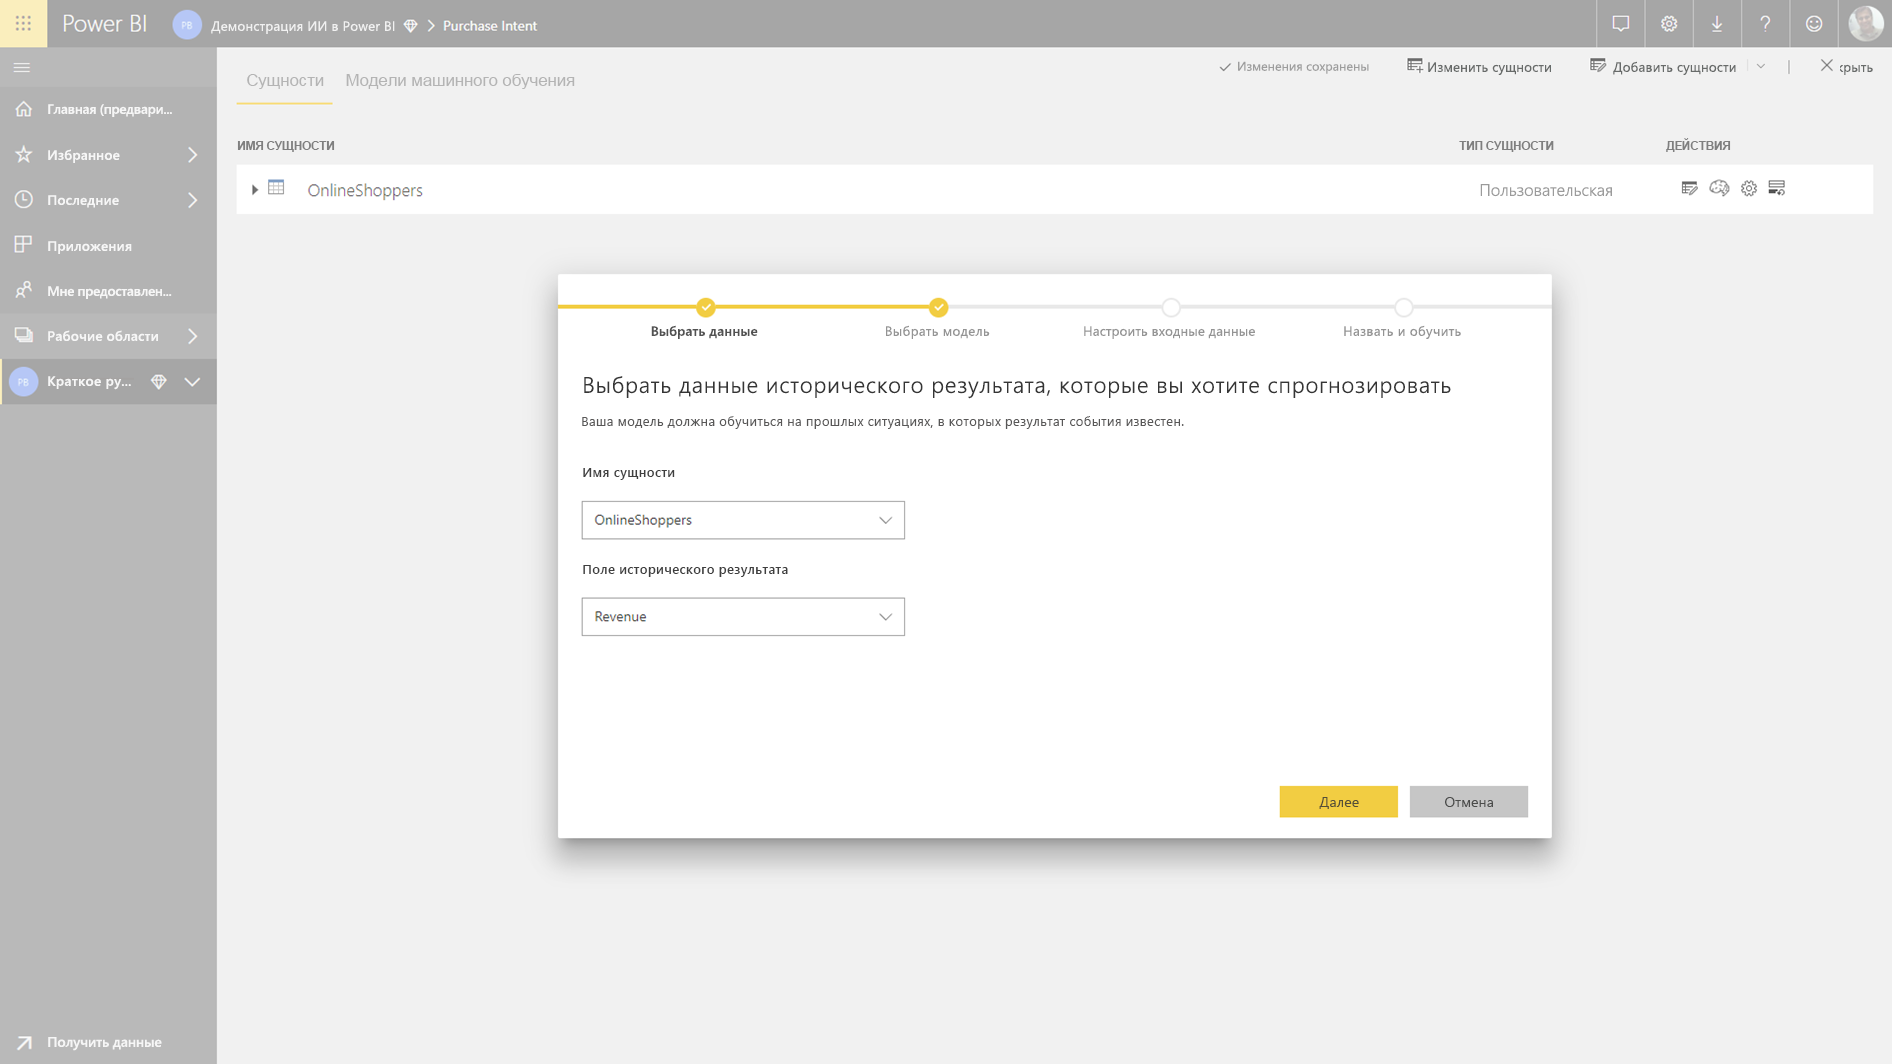 Power BI
PB Демонстрация ИИ в Power BI Purchase Intent
Сущности Модели машинного обучения
Изменения сохранены Изменить сущности Добавить сущности крыть
Главная (предвари...
Избранное
Последние
Приложения
Мне предоставлен...
Рабочие области
PB Краткое ру...
Получить данные
ИМЯ СУЩНОСТИ ТИП СУЩНОСТИ ДЕЙСТВИЯ
OnlineShoppers Пользовательская
Выбрать данные Выбрать модель Настроить входные данные Назвать и обучить
Выбрать данные исторического результата, которые вы хотите спрогнозировать
Ваша модель должна обучиться на прошлых ситуациях, в которых результат события известен.
Имя сущности
OnlineShoppers
Поле исторического результата
Revenue
Далее Отмена